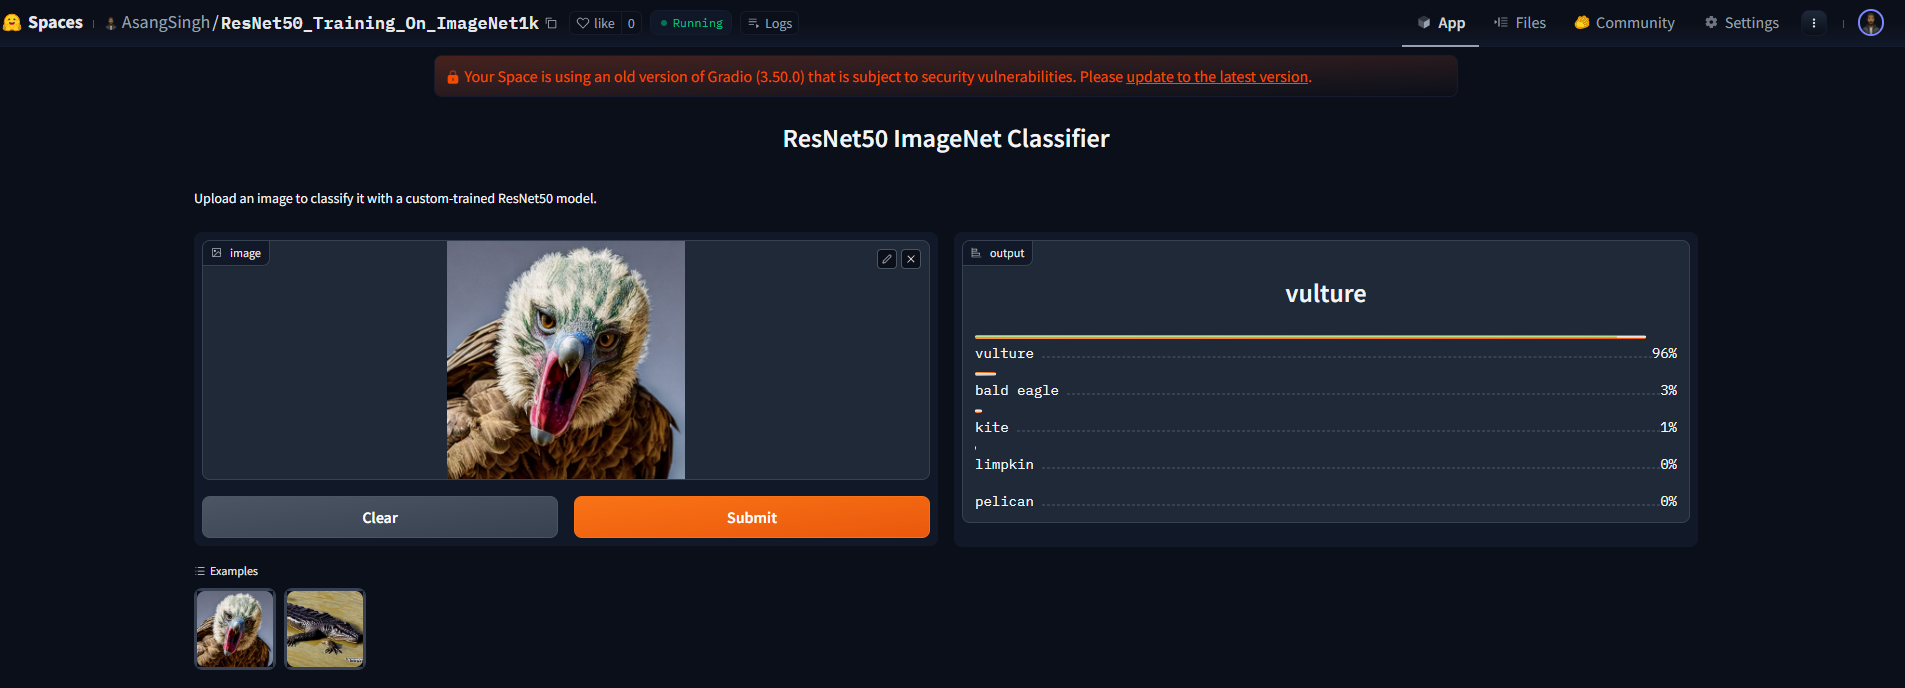 Spaces AsangSingh/ResNet50_Training_On_ImageNet1k like 0 Running Logs App Files Community Settings
Your Space is using an old version of Gradio (3.50.0) that is subject to security vulnerabilities. Please update to the latest version.
ResNet50 ImageNet Classifier
Upload an image to classify it with a custom-trained ResNet50 model.
image
output
vulture
vulture 96%
bald eagle 3%
kite 1%
limpkin 0%
pelican 0%
Clear
Submit
Examples